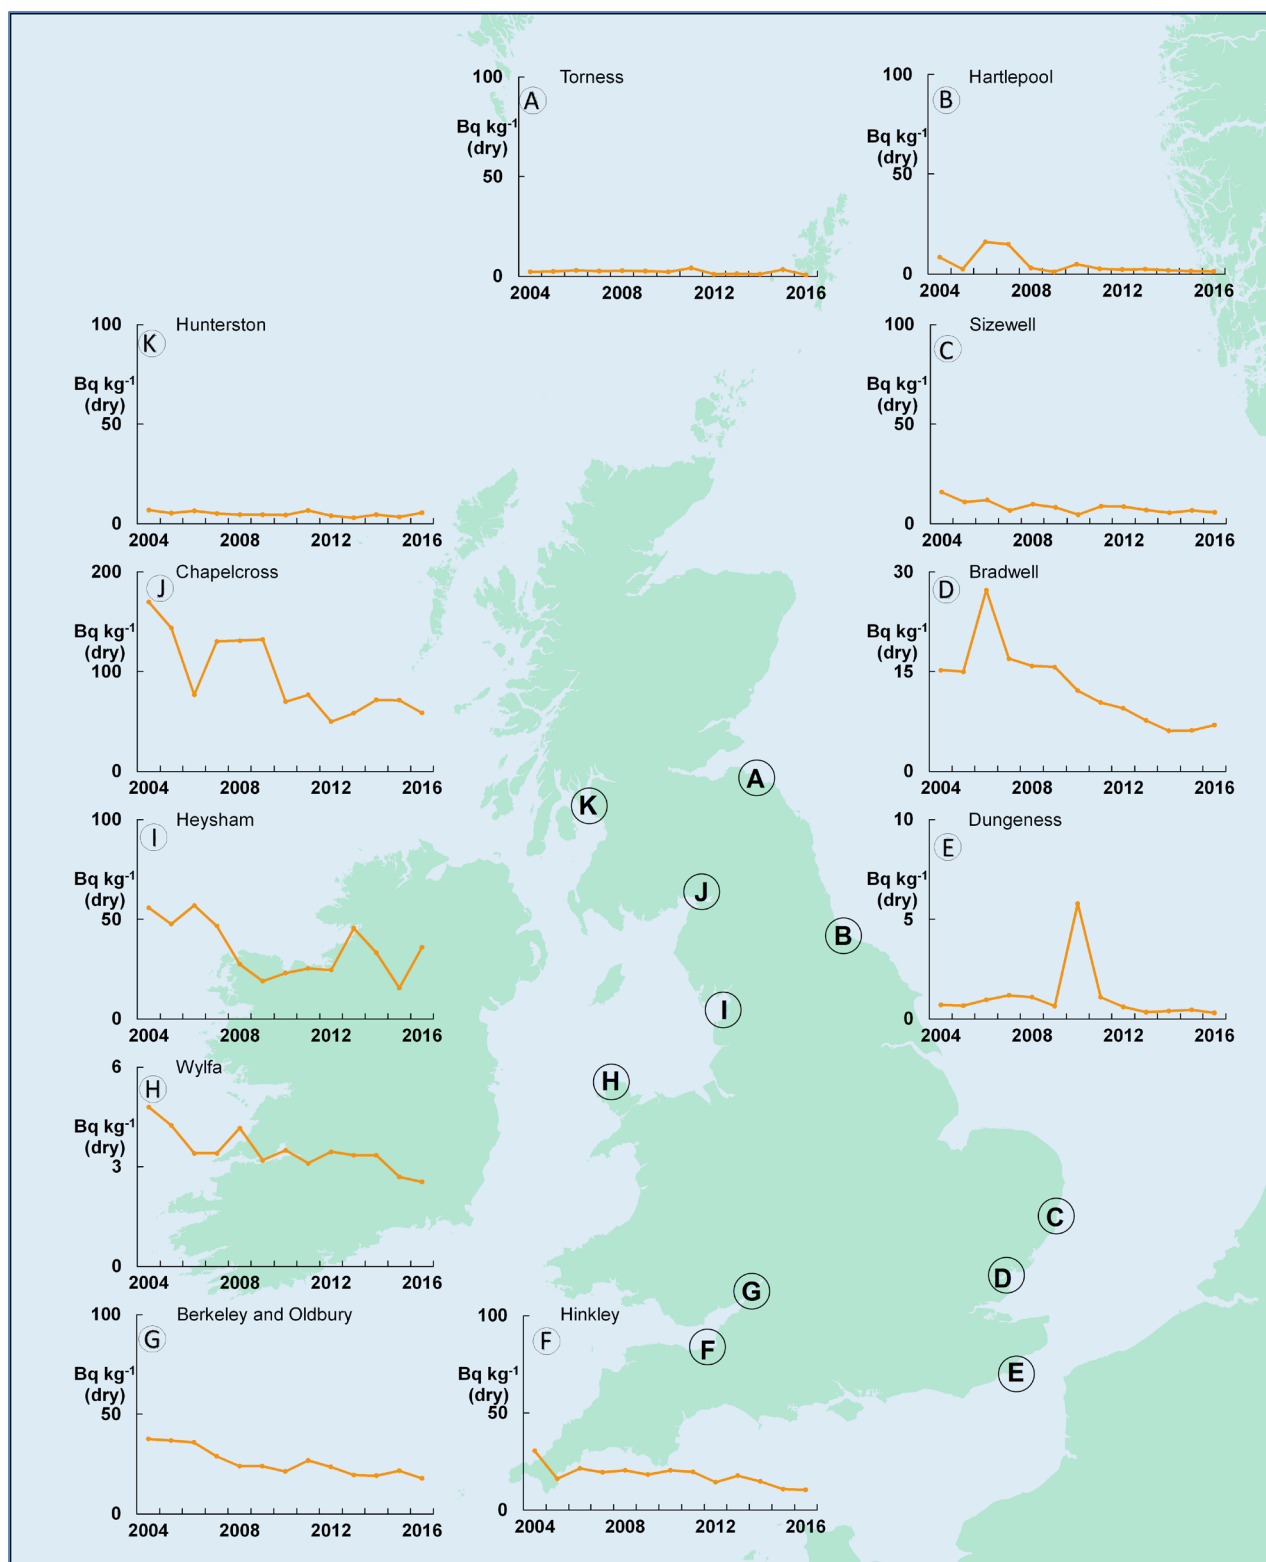 100
Torness
A
Bq kg-1
(dry)
50
0
2004 2008 2012 2016
100
Hartlepool
B
Bq kg-1
(dry)
50
0
2004 2008 2012 2016
100
Hunterston
K
Bq kg-1
(dry)
50
0
2004 2008 2012 2016
100
Sizewell
C
Bq kg-1
(dry)
50
0
2004 2008 2012 2016
200
Chapelcross
J
Bq kg-1
(dry)
100
0
2004 2008 2012 2016
30
Bradwell
D
Bq kg-1
(dry)
15
0
2004 2008 2012 2016
100
Heysham
I
Bq kg-1
(dry)
50
0
2004 2008 2012 2016
10
Dungeness
E
Bq kg-1
(dry)
5
0
2004 2008 2012 2016
6
Wylfa
H
Bq kg-1
(dry)
3
0
2004 2008 2012 2016
100
Berkeley and Oldbury
G
Bq kg-1
(dry)
50
0
2004 2008 2012 2016
100
Hinkley
F
Bq kg-1
(dry)
50
0
2004 2008 2012 2016
A
K
J
B
I
H
C
D
G
F
E